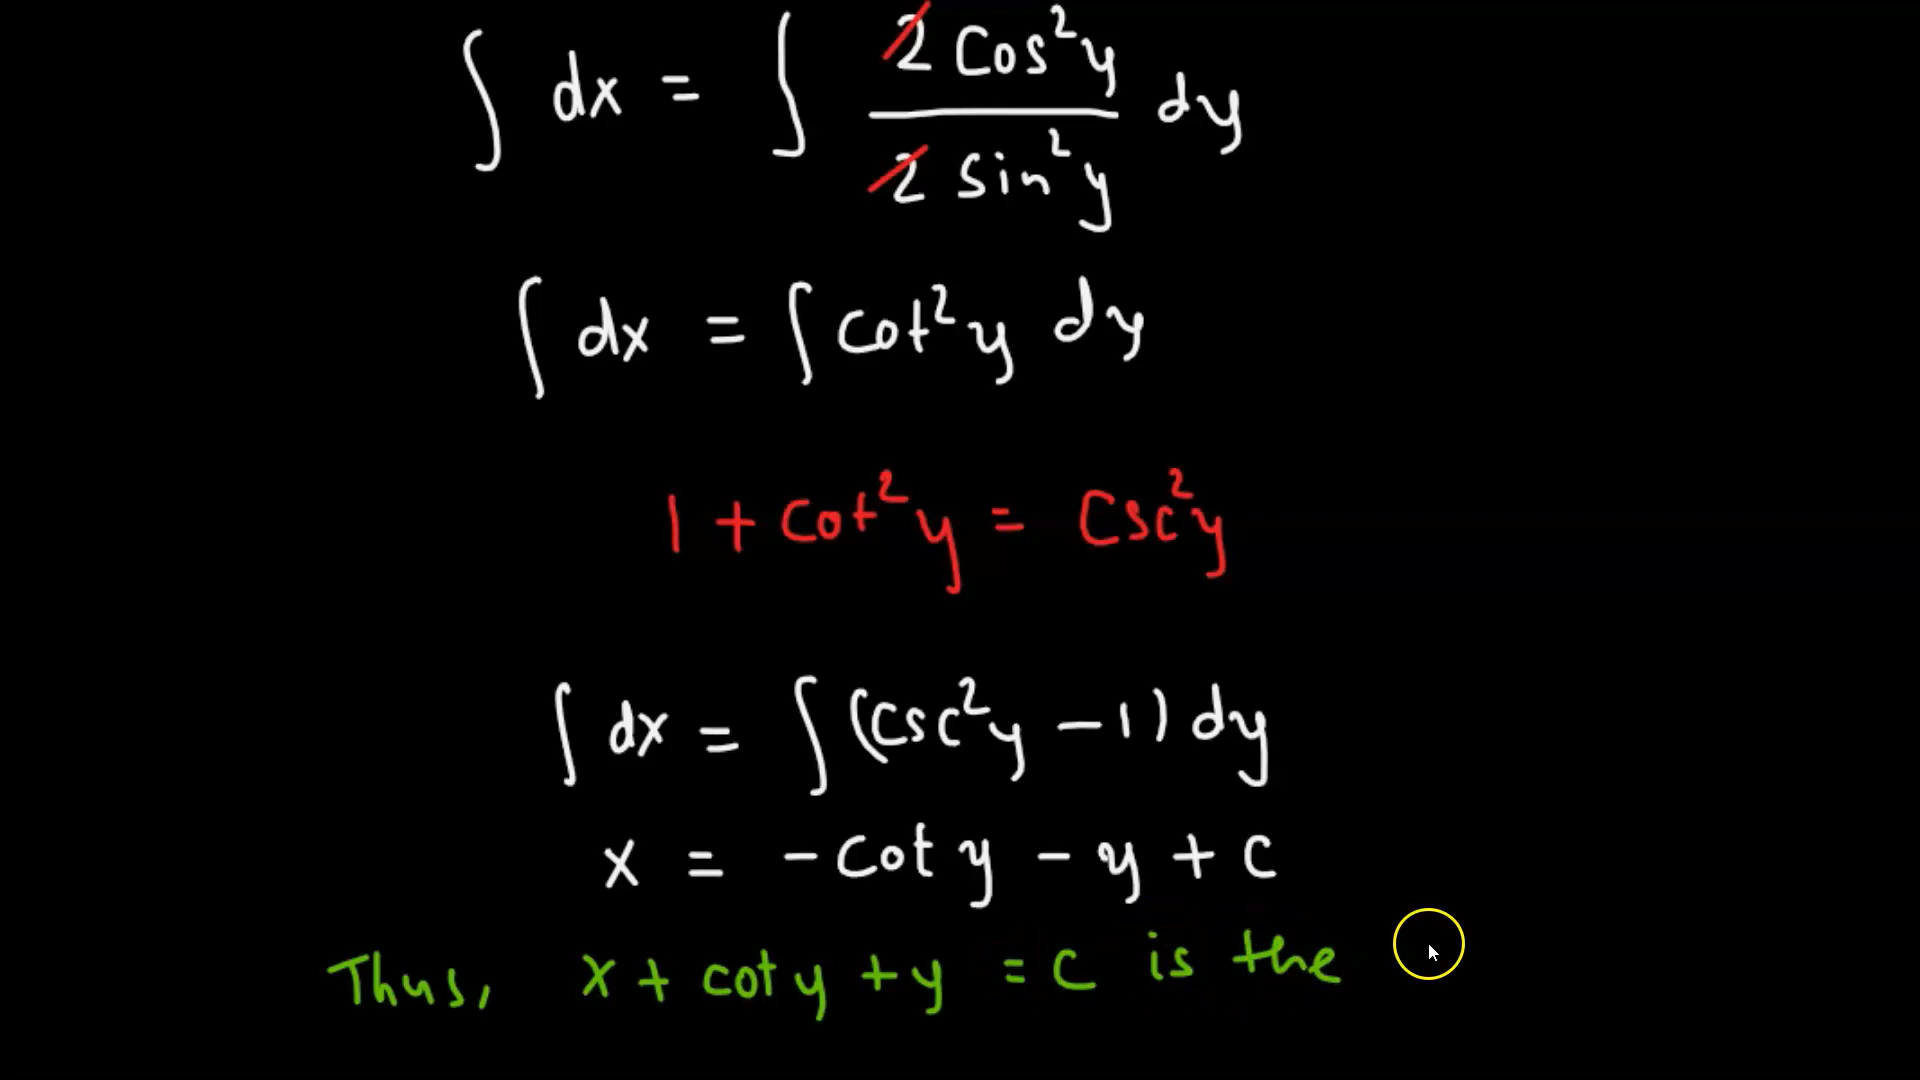 ∫ dx = ∫ 2 cos²y / 2 sin²y dy
∫ dx = ∫ cot²y dy
1 + cot²y = csc²y
∫ dx = ∫ (csc²y - 1) dy
x = - cot y - y + c
Thus, x + cot y + y = c is the